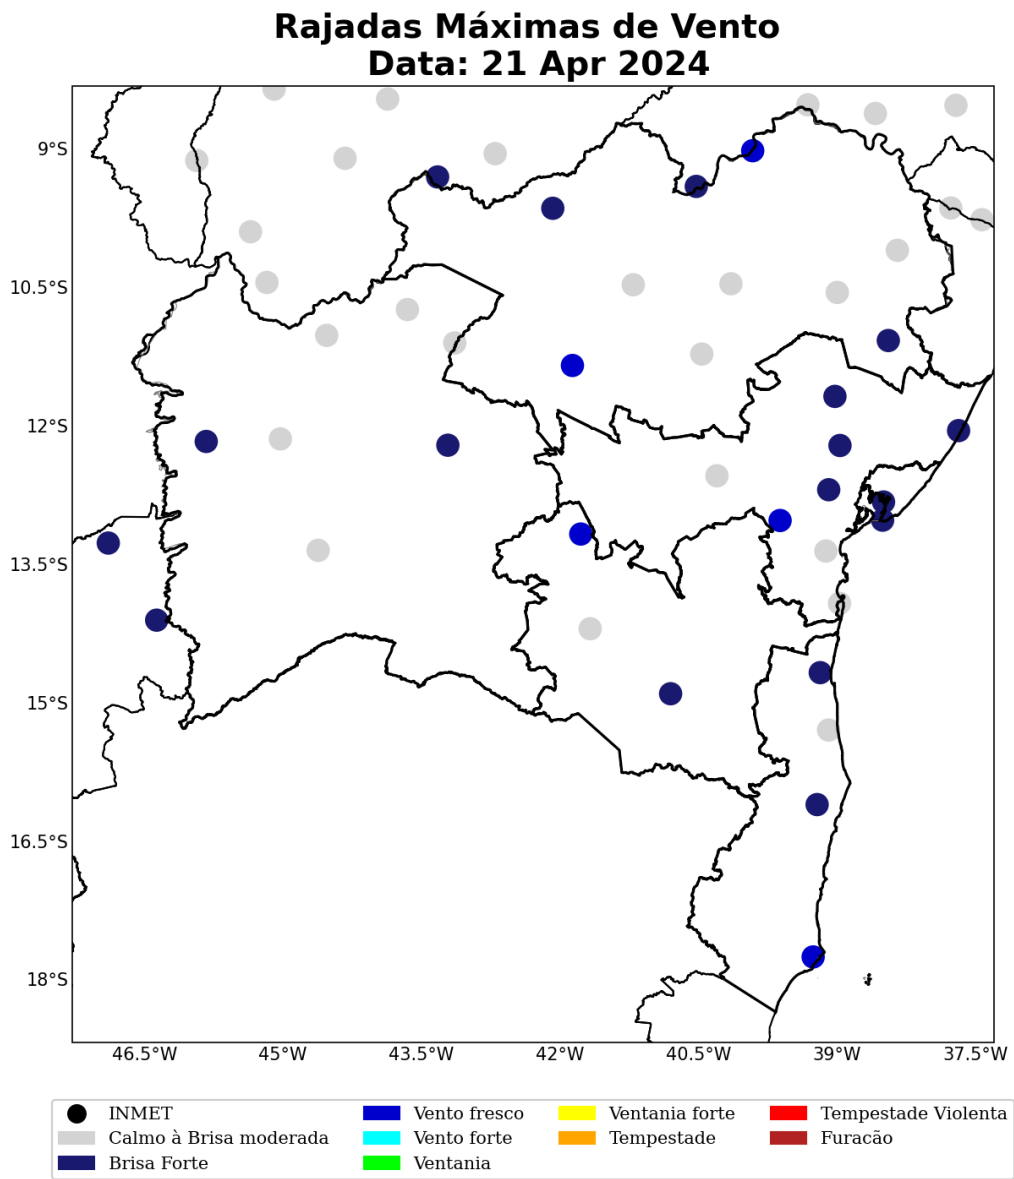 Rajadas Máximas de Vento
Data: 21 Apr 2024
9°S
10.5°S
12°S
13.5°S
15°S
16.5°S
18°S
46.5°W 45°W 43.5°W 42°W 40.5°W 39°W 37.5°W
INMET
Calmo à Brisa moderada
Brisa Forte
Vento fresco
Vento forte
Ventania
Ventania forte
Tempestade
Tempestade Violenta
Furacão